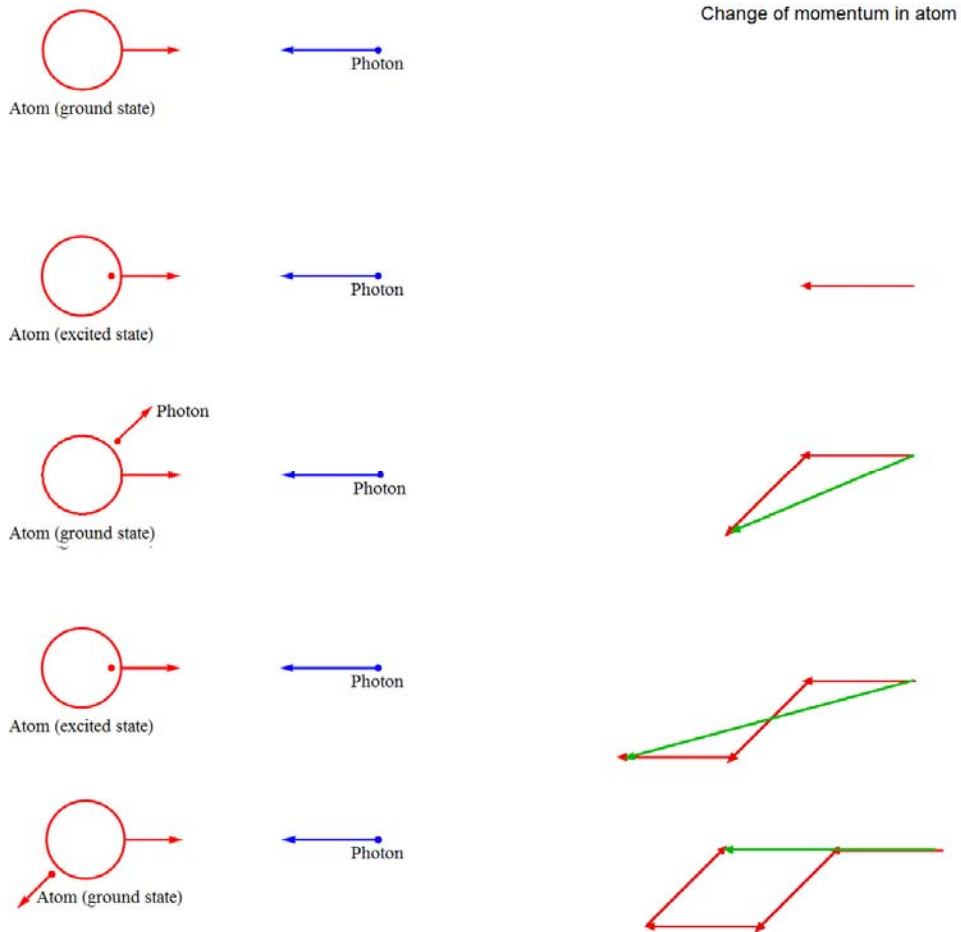 Change of momentum in atom
Photon
Atom (ground state)
Photon
Atom (excited state)
Photon
Photon
Atom (ground state)
Photon
Atom (excited state)
Photon
Atom (ground state)